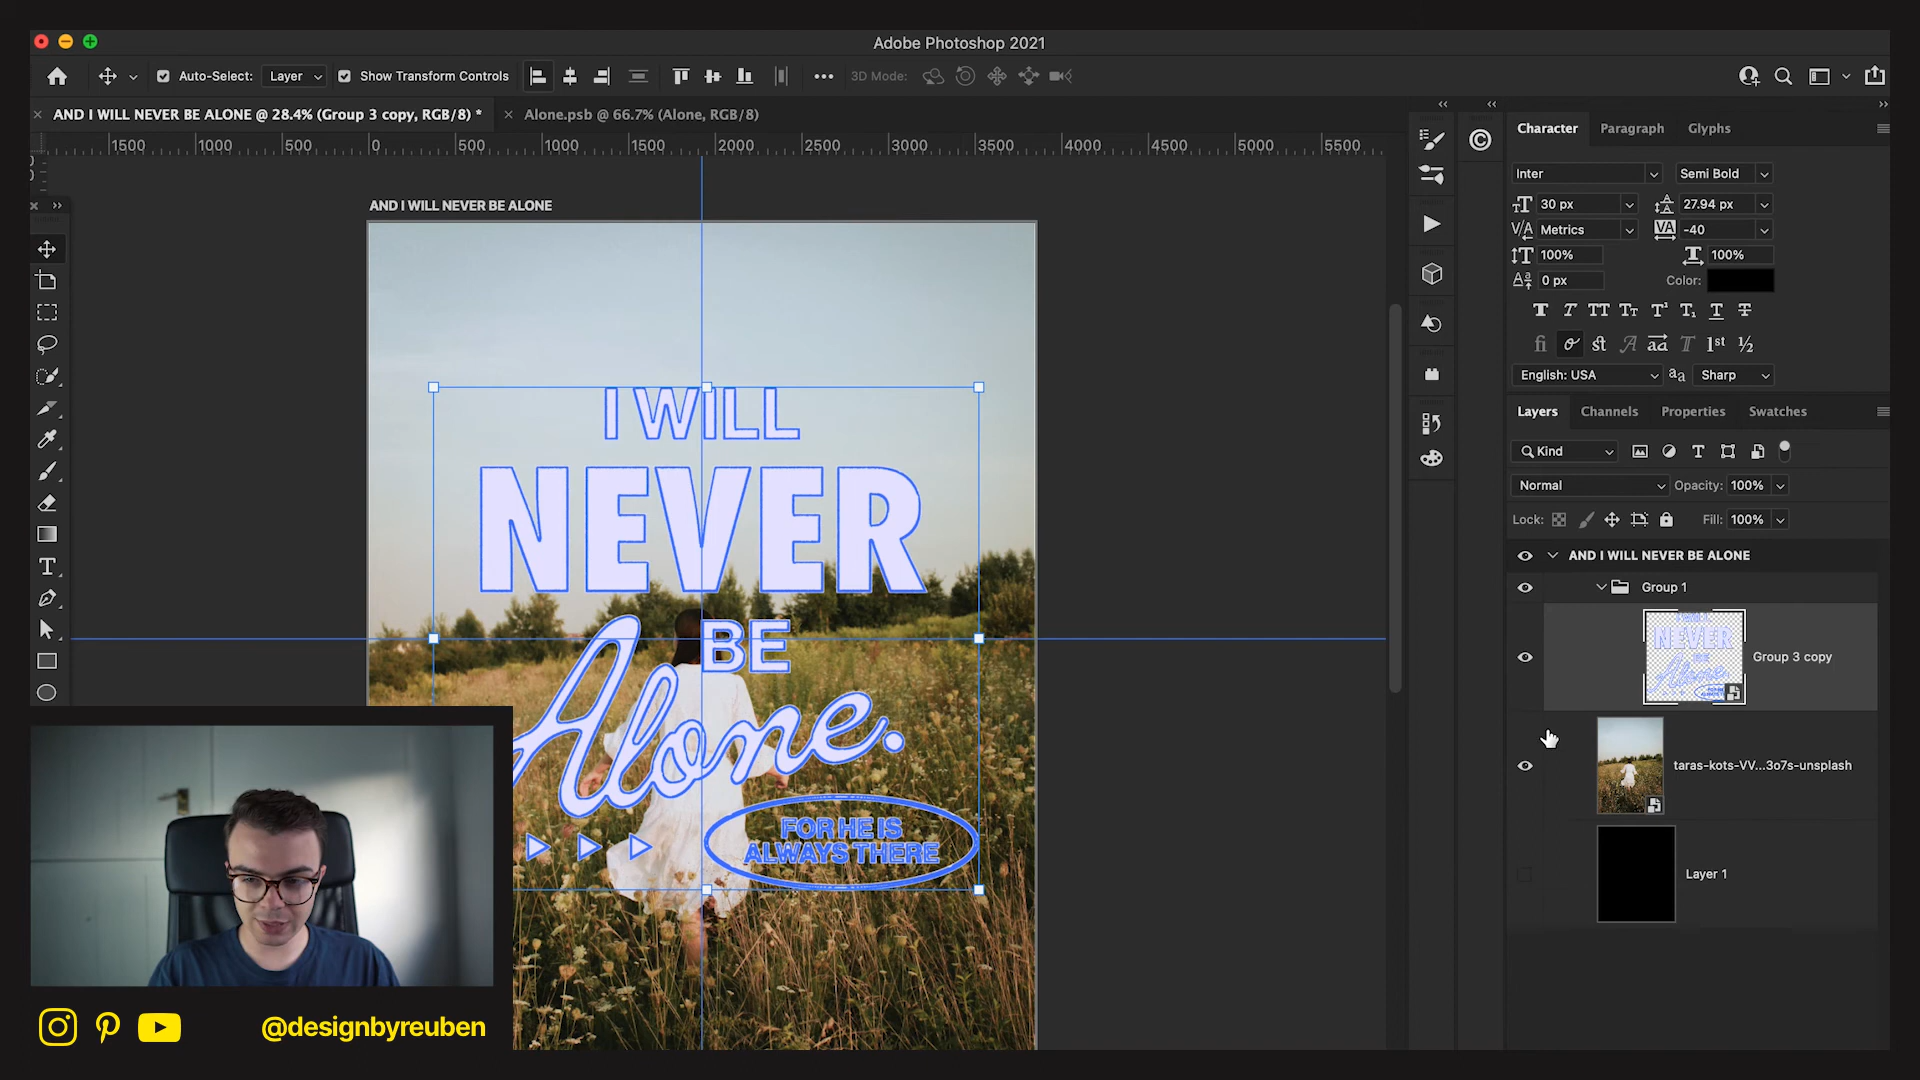 Adobe Photoshop 2021
Auto-Select: Layer Show Transform Controls 3D Mode:
AND I WILL NEVER BE ALONE @ 28.4% (Group 3 copy, RGB/8) *
Alone.psb @ 66.7% (Alone, RGB/8)
1500 1000 500 0 500 1000 1500 2000 2500 3000 3500 4000 4500 5000 5500
AND I WILL NEVER BE ALONE
I WILL
NEVER
BE
Alone.
FOR HE IS
ALWAYS THERE
@designbyreuben
Character Paragraph Glyphs
Inter Semi Bold
30 px 27.94 px
Metrics -40
100% 100%
0 px Color:
English: USA Sharp
Layers Channels Properties Swatches
Kind
Normal Opacity: 100%
Lock: Fill: 100%
AND I WILL NEVER BE ALONE
Group 1
Group 3 copy
taras-kots-VV...3o7s-unsplash
Layer 1